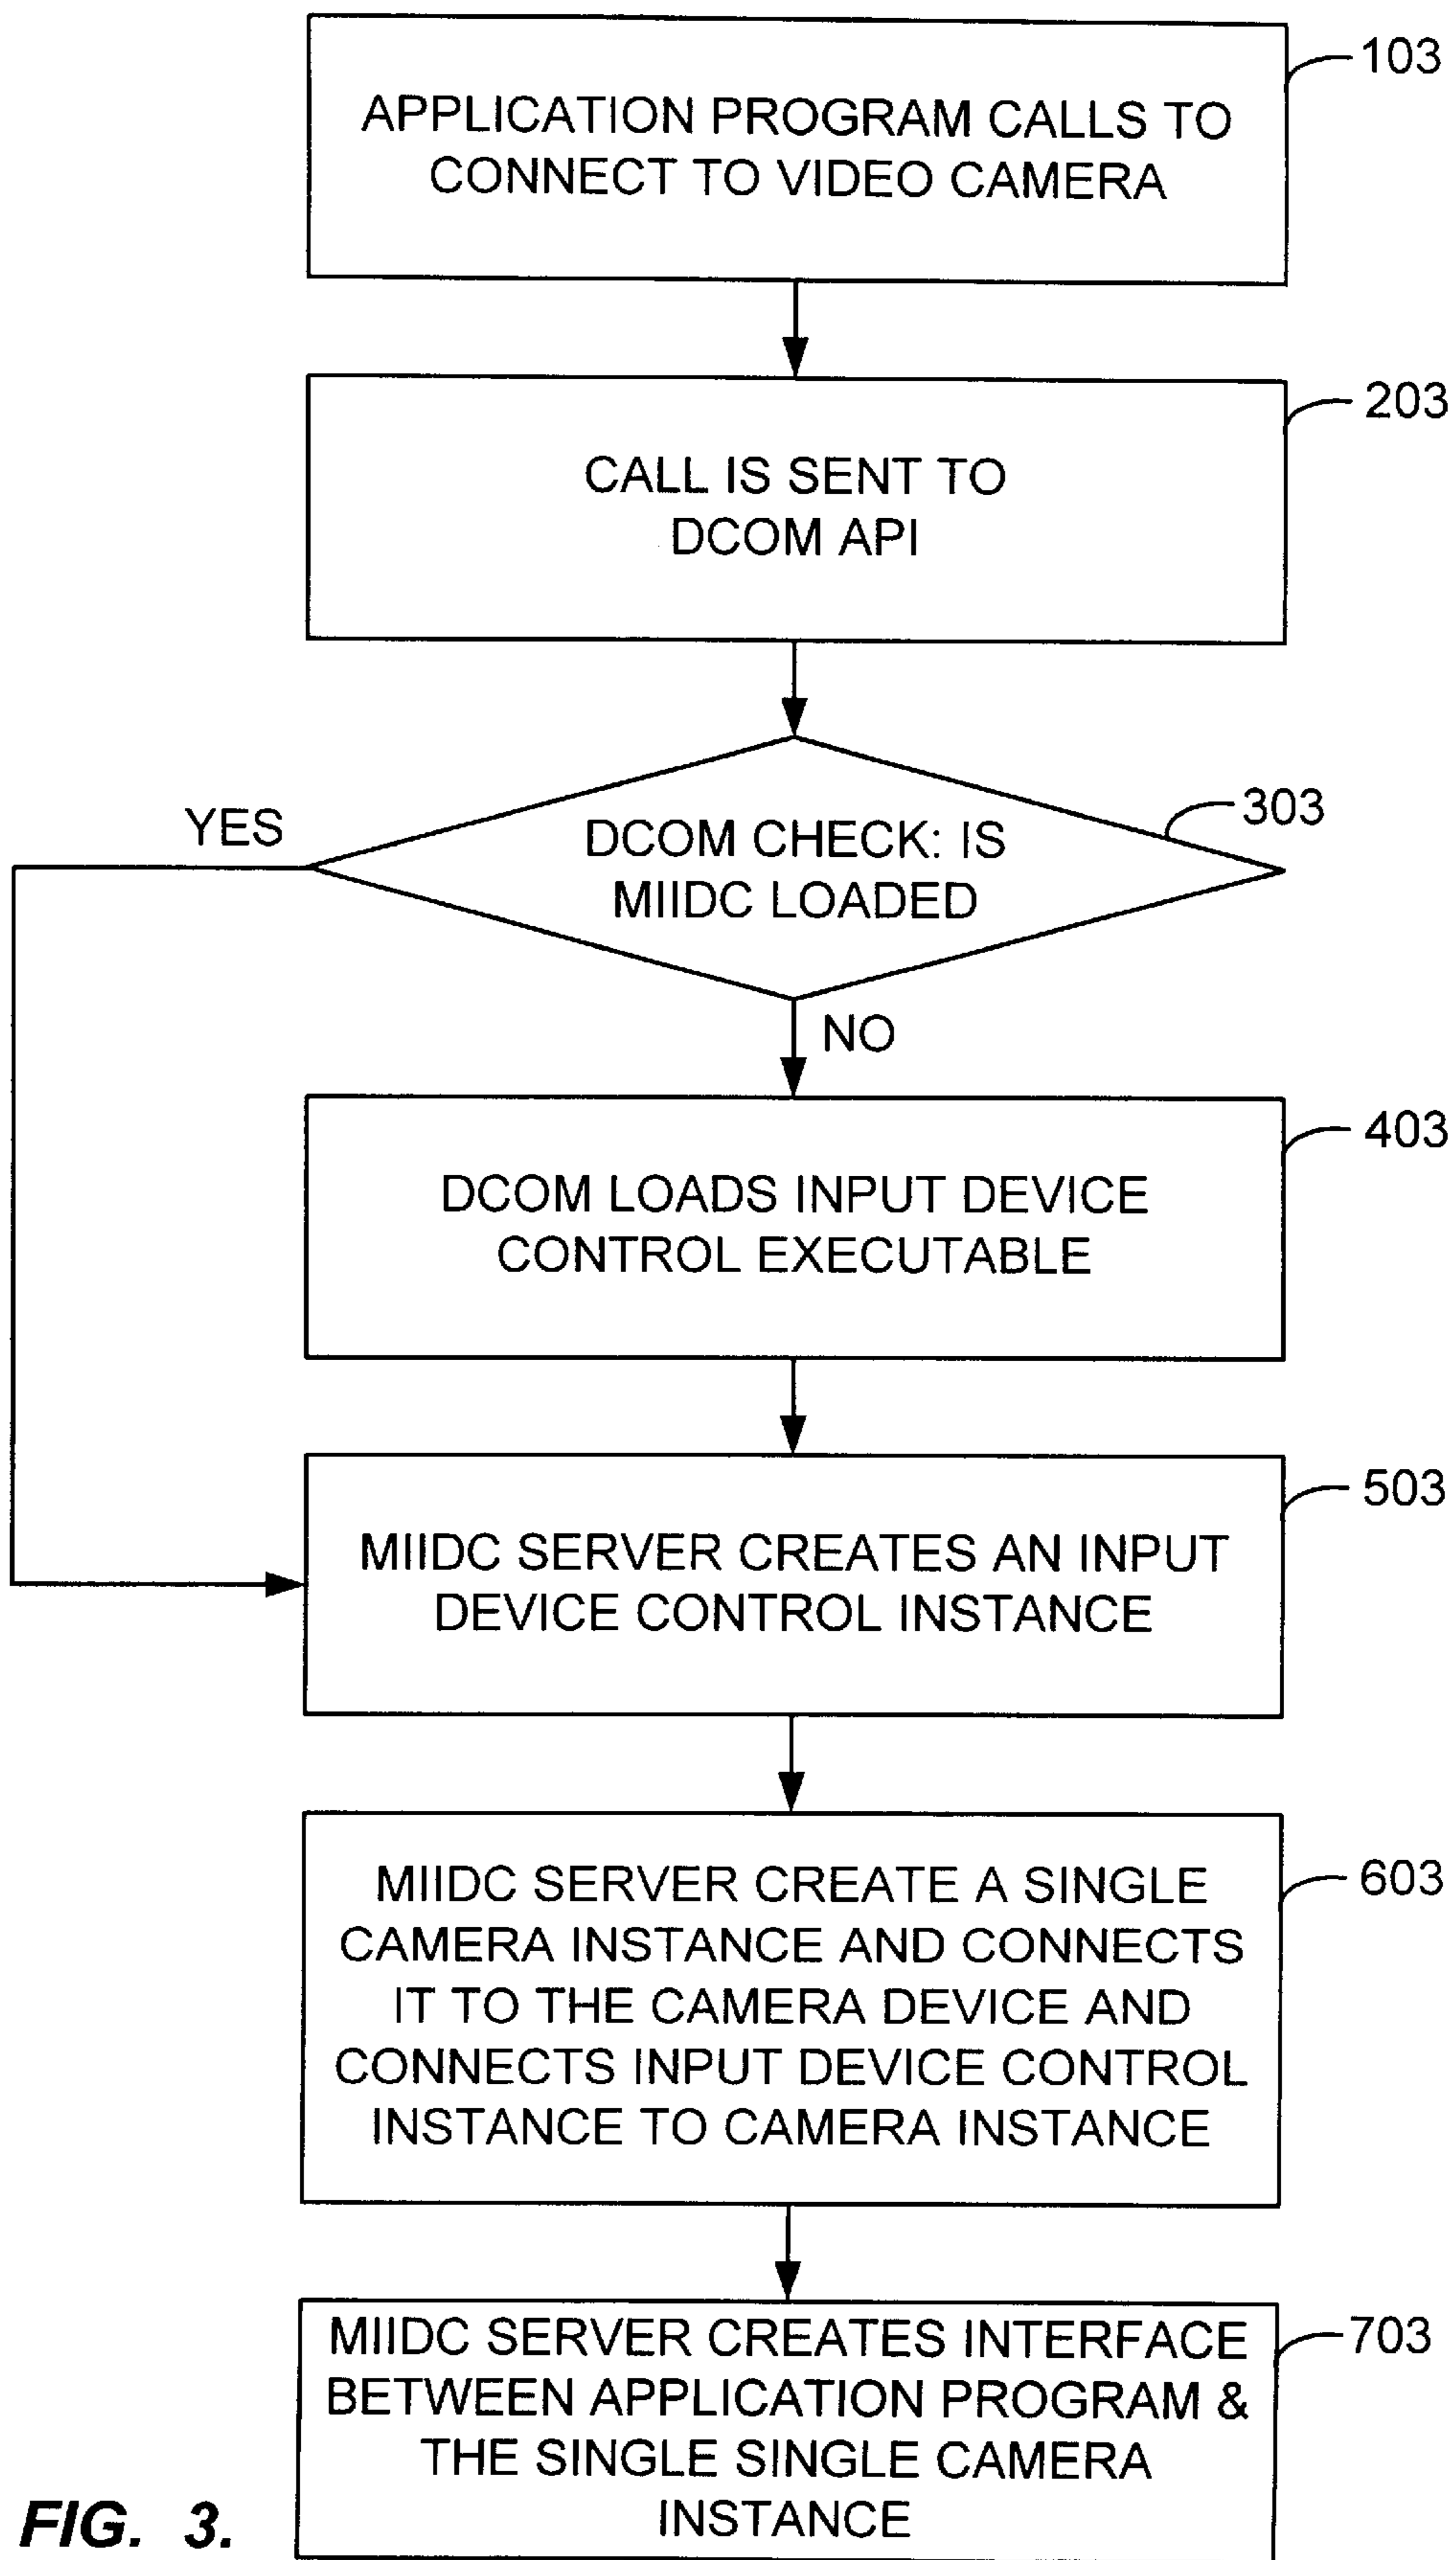 103
APPLICATION PROGRAM CALLS TO
CONNECT TO VIDEO CAMERA
203
CALL IS SENT TO
DCOM API
303
YES
DCOM CHECK: IS
MIIDC LOADED
NO
403
DCOM LOADS INPUT DEVICE
CONTROL EXECUTABLE
503
MIIDC SERVER CREATES AN INPUT
DEVICE CONTROL INSTANCE
603
MIIDC SERVER CREATE A SINGLE
CAMERA INSTANCE AND CONNECTS
IT TO THE CAMERA DEVICE AND
CONNECTS INPUT DEVICE CONTROL
INSTANCE TO CAMERA INSTANCE
703
MIIDC SERVER CREATES INTERFACE
BETWEEN APPLICATION PROGRAM &
THE SINGLE SINGLE CAMERA
INSTANCE
FIG. 3.